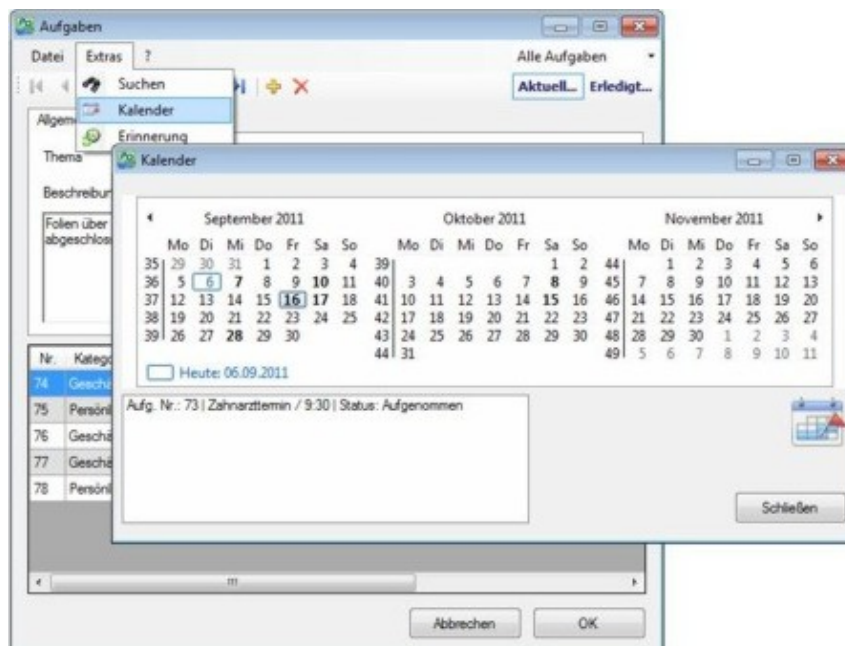 Aufgaben
Datei Extras ? Alle Aufgaben
Suchen Aktuell... Erledigt...
Kalender
Allgem
Erinnerung
Thema
Kalender
Beschreibur
Folien über
abgeschlos
September 2011 Oktober 2011 November 2011
Mo Di Mi Do Fr Sa So Mo Di Mi Do Fr Sa So Mo Di Mi Do Fr Sa So
35 29 30 31 1 2 3 4 39 1 2 44 1 2 3 4 5 6
36 5 6 7 8 9 10 11 40 3 4 5 6 7 8 9 45 7 8 9 10 11 12 13
37 12 13 14 15 16 17 18 41 10 11 12 13 14 15 16 46 14 15 16 17 18 19 20
38 19 20 21 22 23 24 25 42 17 18 19 20 21 22 23 47 21 22 23 24 25 26 27
39 26 27 28 29 30 43 24 25 26 27 28 29 30 48 28 29 30 1 2 3 4
44 31 49 5 6 7 8 9 10 11
Heute: 06.09.2011
Nr. Katego
74 Geschä
75 Persönl
76 Geschä
77 Geschä
78 Persönl
Aufg. Nr.: 73 | Zahnarzttermin / 9:30 | Status: Aufgenommen
Schließen
Abbrechen OK